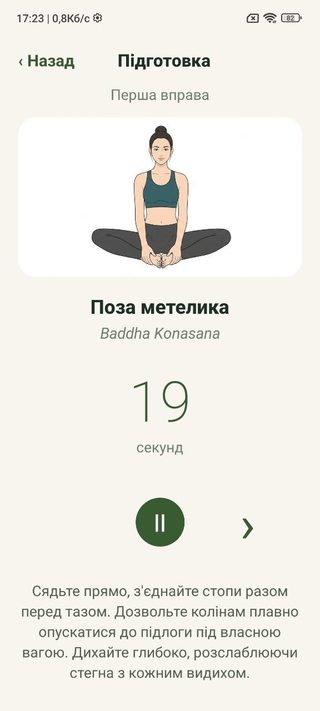 17:23 | 0,8Кб/с
82
‹ Назад
Підготовка
Перша вправа
Поза метелика
Baddha Konasana
19
секунд
Сядьте прямо, з'єднайте стопи разом
перед тазом. Дозвольте колінам плавно
опускатися до підлоги під власною
вагою. Дихайте глибоко, розслаблюючи
стегна з кожним видихом.